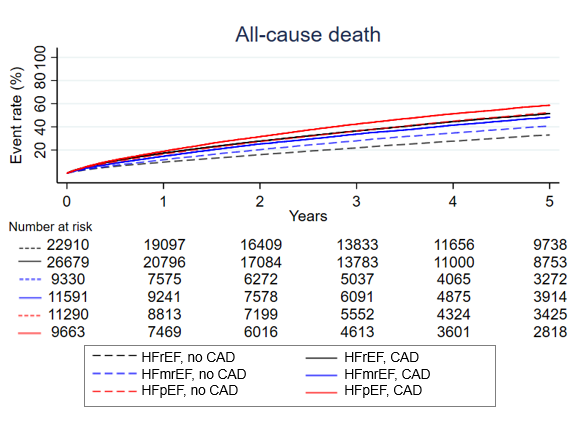 All-cause death
Event rate (%)
100
80
60
40
20
0 1 2 3 4 5
Years
Number at risk
22910 19097 16409 13833 11656 9738
26679 20796 17084 13783 11000 8753
9330 7575 6272 5037 4065 3272
11591 9241 7578 6091 4875 3914
11290 8813 7199 5552 4324 3425
9663 7469 6016 4613 3601 2818
HFrEF, no CAD HFrEF, CAD
HFmrEF, no CAD HFmrEF, CAD
HFpEF, no CAD HFpEF, CAD